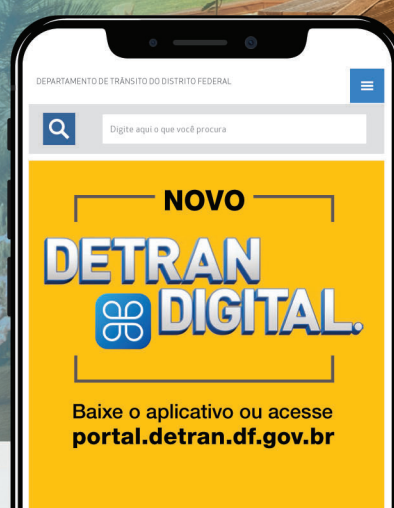 DEPARTAMENTO DE TRÂNSITO DO DISTRITO FEDERAL
Digite aqui o que você procura
NOVO
DETRAN
DIGITAL.
Baixe o aplicativo ou acesse
portal.detran.df.gov.br